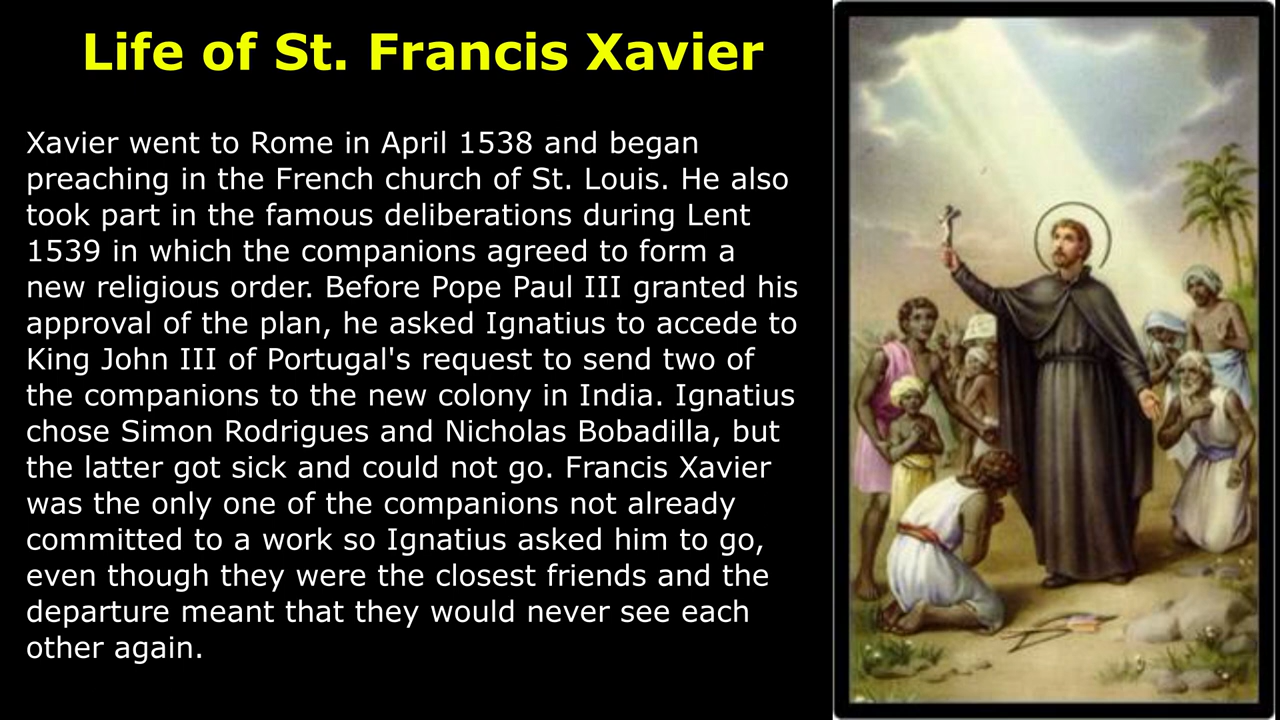 Life of St. Francis Xavier
Xavier went to Rome in April 1538 and began
preaching in the French church of St. Louis. He also
took part in the famous deliberations during Lent
1539 in which the companions agreed to form a
new religious order. Before Pope Paul III granted his
approval of the plan, he asked Ignatius to accede to
King John III of Portugal's request to send two of
the companions to the new colony in India. Ignatius
chose Simon Rodrigues and Nicholas Bobadilla, but
the latter got sick and could not go. Francis Xavier
was the only one of the companions not already
committed to a work so Ignatius asked him to go,
even though they were the closest friends and the
departure meant that they would never see each
other again.